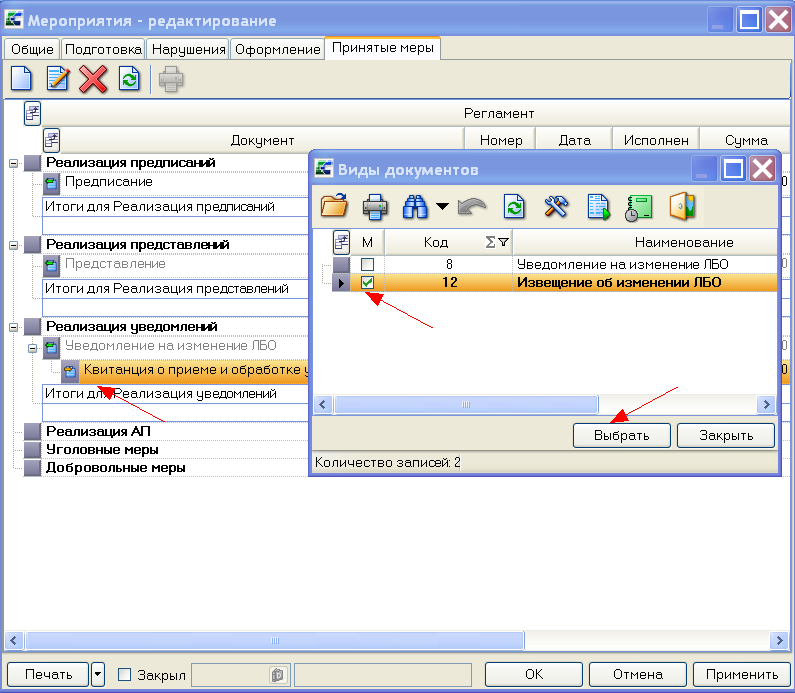 Мероприятия - редактирование
Общие Подготовка Нарушения Оформление Принятые меры
Регламент
Документ Номер Дата Исполнен Сумма
Реализация предписаний
Предписание
Итоги для Реализация предписаний
Реализация представлений
Представление
Итоги для Реализация представлений
Реализация уведомлений
Уведомление на изменение ЛБО
Квитанция о приеме и обработке
Итоги для Реализация уведомлений
Реализация АП
Уголовные меры
Добровольные меры
Виды документов
М Код Наименование
8 Уведомление на изменение ЛБО
12 Извещение об изменении ЛБО
Выбрать Закрыть
Количество записей: 2
Печать Закрыл ОК Отмена Применить